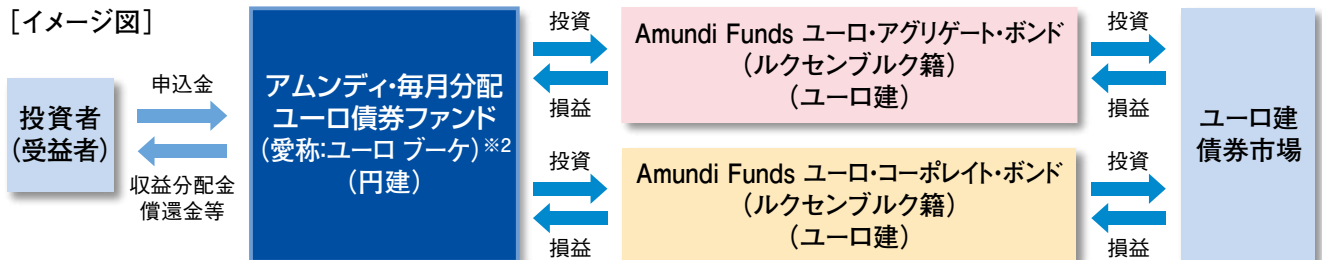 [イメージ図]
投資者
(受益者)
申込金
収益分配金
償還金等
アムンディ・毎月分配
ユーロ債券ファンド
(愛称:ユーロ ブーケ)※2
(円建)
投資
損益
投資
損益
Amundi Funds ユーロ・アグリゲート・ボンド
(ルクセンブルク籍)
(ユーロ建)
Amundi Funds ユーロ・コーポレイト・ボンド
(ルクセンブルク籍)
(ユーロ建)
投資
損益
投資
損益
ユーロ建
債券市場